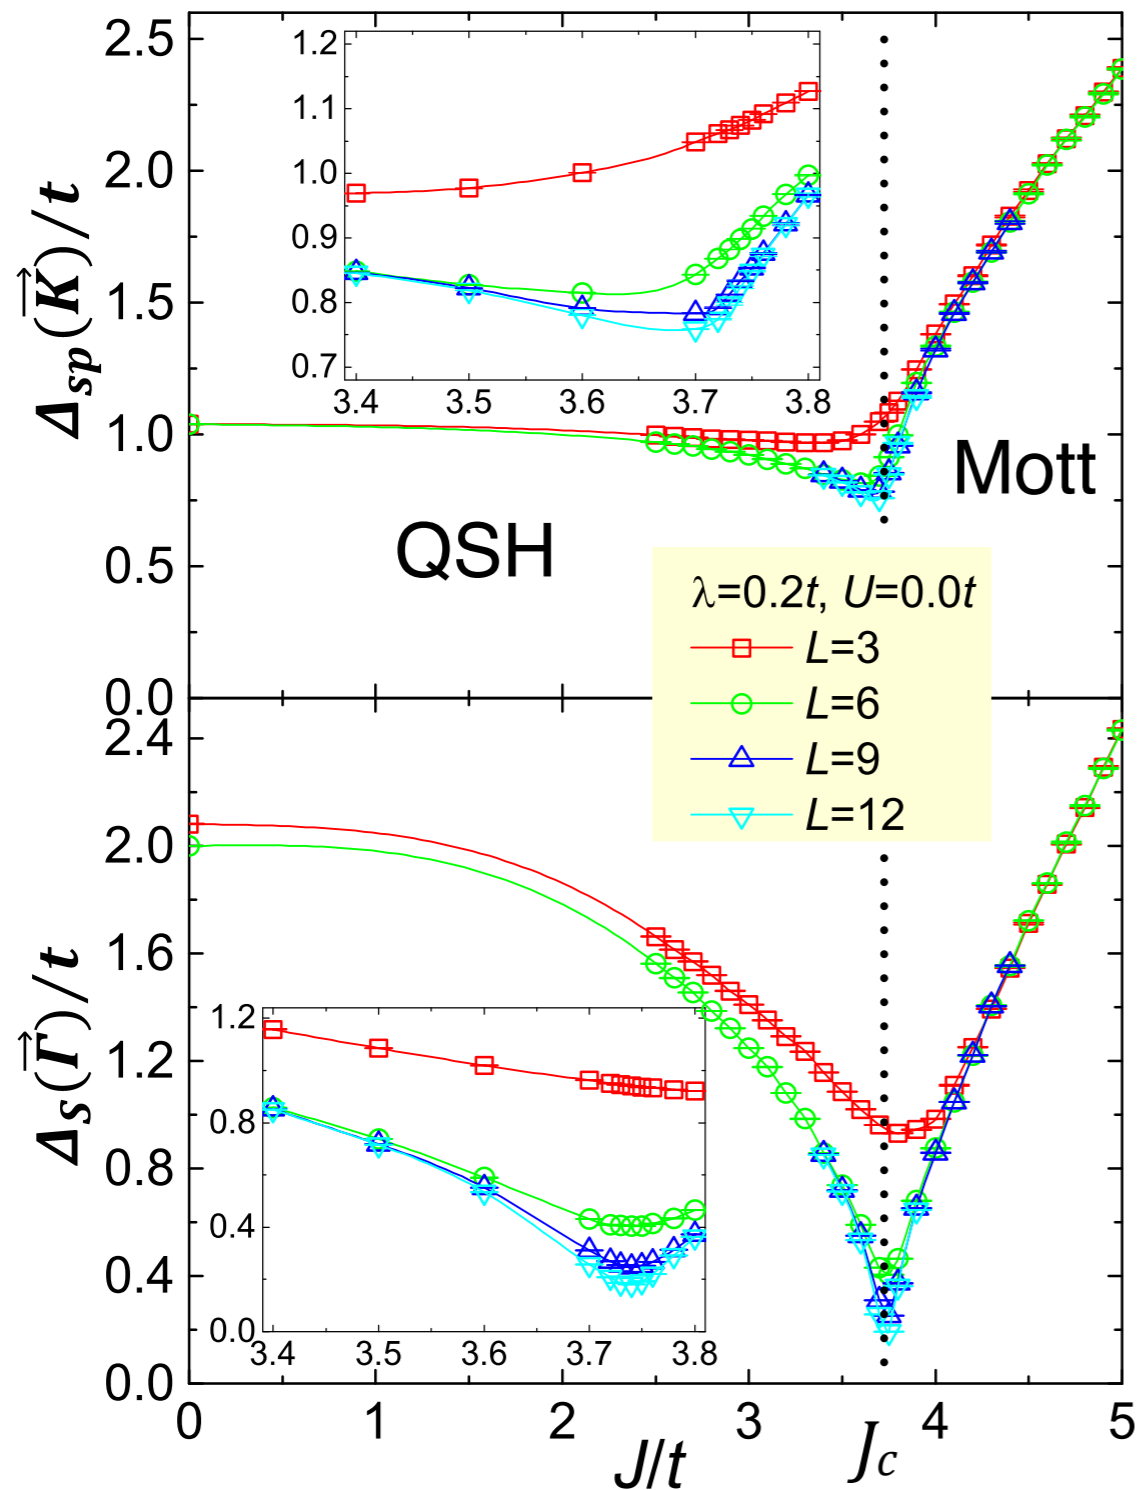 2.5
2.0
1.5
1.0
0.5
0.0
Δsp(K⃗)/t
1.2
1.1
1.0
0.9
0.8
0.7
3.4 3.5 3.6 3.7 3.8
QSH
Mott
λ=0.2t, U=0.0t
L=3
L=6
L=9
L=12
2.4
2.0
1.6
1.2
0.8
0.4
0.0
ΔS(Γ⃗)/t
1.2
0.8
0.4
0.0
3.4 3.5 3.6 3.7 3.8
0 1 2 3 4 5
J/t
Jc